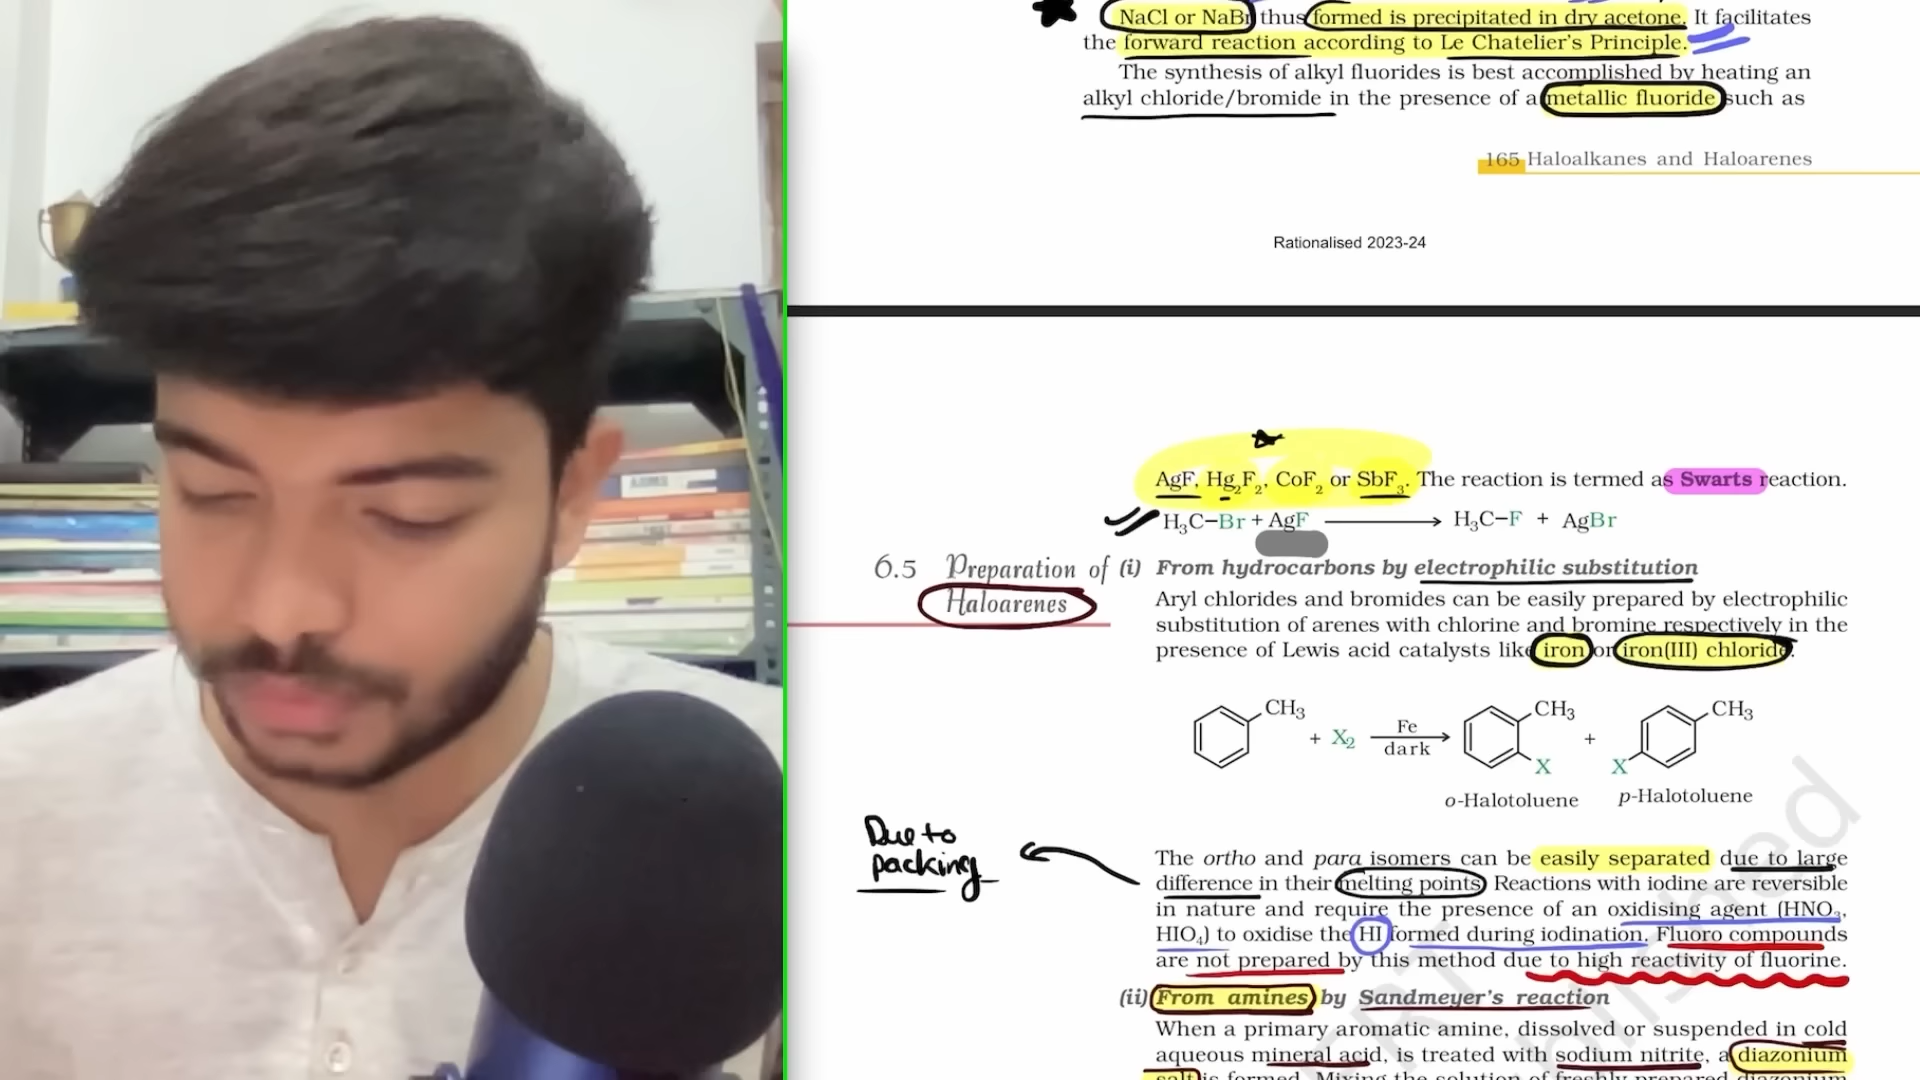 NaCl or NaBr thus formed is precipitated in dry acetone. It facilitates
the forward reaction according to Le Chatelier's Principle.
The synthesis of alkyl fluorides is best accomplished by heating an
alkyl chloride/bromide in the presence of a metallic fluoride such as
165 Haloalkanes and Haloarenes
Rationalised 2023-24
AgF, Hg₂F₂, CoF₂ or SbF₃. The reaction is termed as Swarts reaction.
H₃C−Br + AgF ⟶ H₃C−F + AgBr
6.5 Preparation of
Haloarenes
(i) From hydrocarbons by electrophilic substitution
Aryl chlorides and bromides can be easily prepared by electrophilic
substitution of arenes with chlorine and bromine respectively in the
presence of Lewis acid catalysts like iron or iron(III) chloride.
CH₃ + X₂ Fe dark CH₃ X + CH₃ X
o-Halotoluene p-Halotoluene
Due to
packing
The ortho and para isomers can be easily separated due to large
difference in their melting points. Reactions with iodine are reversible
in nature and require the presence of an oxidising agent (HNO₃,
HIO₄) to oxidise the HI formed during iodination. Fluoro compounds
are not prepared by this method due to high reactivity of fluorine.
(ii) From amines by Sandmeyer's reaction
When a primary aromatic amine, dissolved or suspended in cold
aqueous mineral acid, is treated with sodium nitrite, a diazonium
salt is formed. Mixing the solution of freshly prepared diazonium